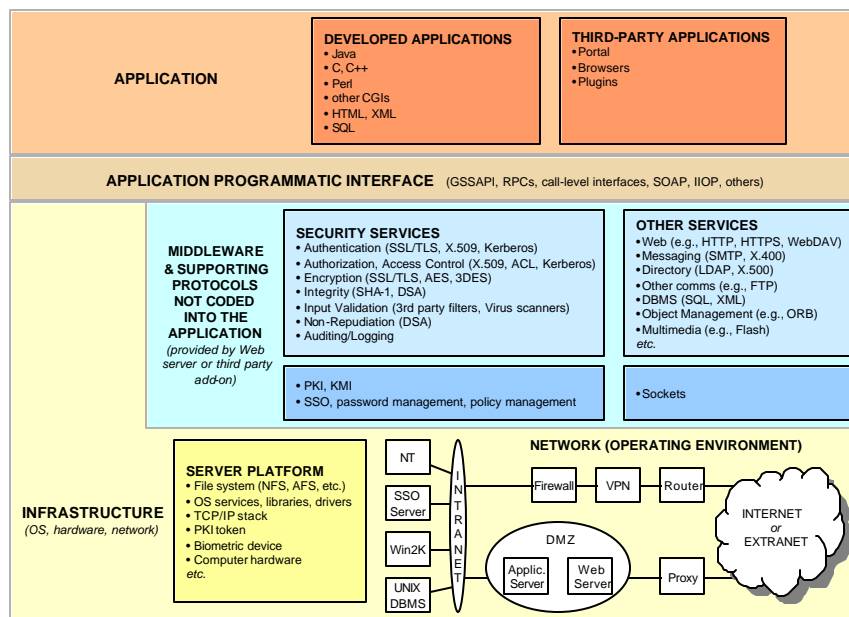 APPLICATION
DEVELOPED APPLICATIONS
• Java
• C, C++
• Perl
• other CGIs
• HTML, XML
• SQL
THIRD-PARTY APPLICATIONS
• Portal
• Browsers
• Plugins
APPLICATION PROGRAMMATIC INTERFACE (GSSAPI, RPCs, call-level interfaces, SOAP, IIOP, others)
MIDDLEWARE
& SUPPORTING
PROTOCOLS
NOT CODED
INTO THE
APPLICATION
(provided by Web
server or third party
add-on)
SECURITY SERVICES
• Authentication (SSL/TLS, X.509, Kerberos)
• Authorization, Access Control (X.509, ACL, Kerberos)
• Encryption (SSL/TLS, AES, 3DES)
• Integrity (SHA-1, DSA)
• Input Validation (3rd party filters, Virus scanners)
• Non-Repudiation (DSA)
• Auditing/Logging
OTHER SERVICES
• Web (e.g., HTTP, HTTPS, WebDAV)
• Messaging (SMTP, X.400)
• Directory (LDAP, X.500)
• Other comms (e.g., FTP)
• DBMS (SQL, XML)
• Object Management (e.g., ORB)
• Multimedia (e.g., Flash)
etc.
• PKI, KMI
• SSO, password management, policy management
• Sockets
INFRASTRUCTURE
(OS, hardware, network)
SERVER PLATFORM
• File system (NFS, AFS, etc.)
• OS services, libraries, drivers
• TCP/IP stack
• PKI token
• Biometric device
• Computer hardware
etc.
NETWORK (OPERATING ENVIRONMENT)
NT
SSO
Server
Win2K
UNIX
DBMS
INTRANET
Firewall
VPN
Router
DMZ
Applic.
Server
Web
Server
Proxy
INTERNET
or
EXTRANET